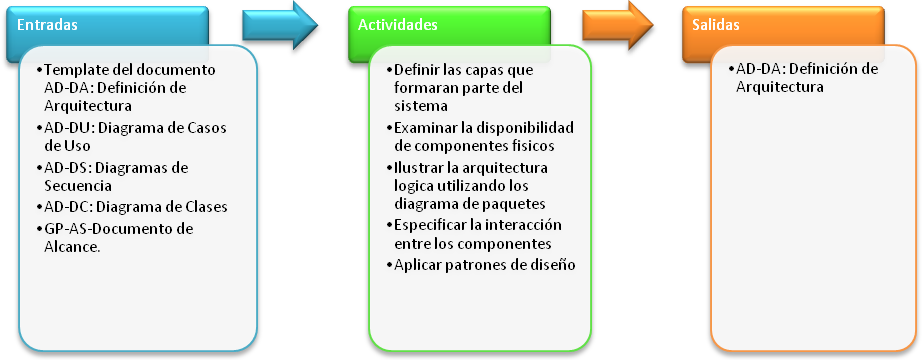 Entradas
•Template del documento
AD-DA: Definición de
Arquitectura
•AD-DU: Diagrama de Casos
de Uso
•AD-DS: Diagramas de
Secuencia
•AD-DC: Diagrama de Clases
•GP-AS-Documento de
Alcance.
Actividades
•Definir las capas que
formaran parte del
sistema
•Examinar la disponibilidad
de componentes fisicos
•Ilustrar la arquitectura
logica utilizando los
diagrama de paquetes
•Especificar la interacción
entre los componentes
•Aplicar patrones de diseño
Salidas
•AD-DA: Definición de
Arquitectura